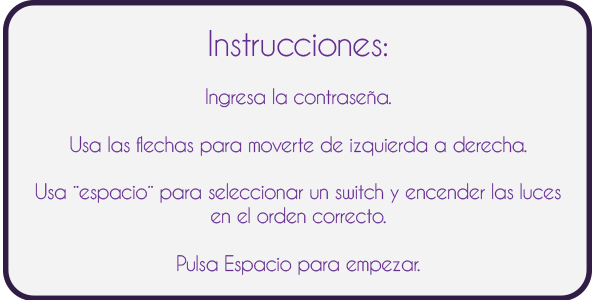 Instrucciones:
Ingresa la contraseña.
Usa las flechas para moverte de izquierda a derecha.
Usa ¨espacio¨ para seleccionar un switch y encender las luces
en el orden correcto.
Pulsa Espacio para empezar.